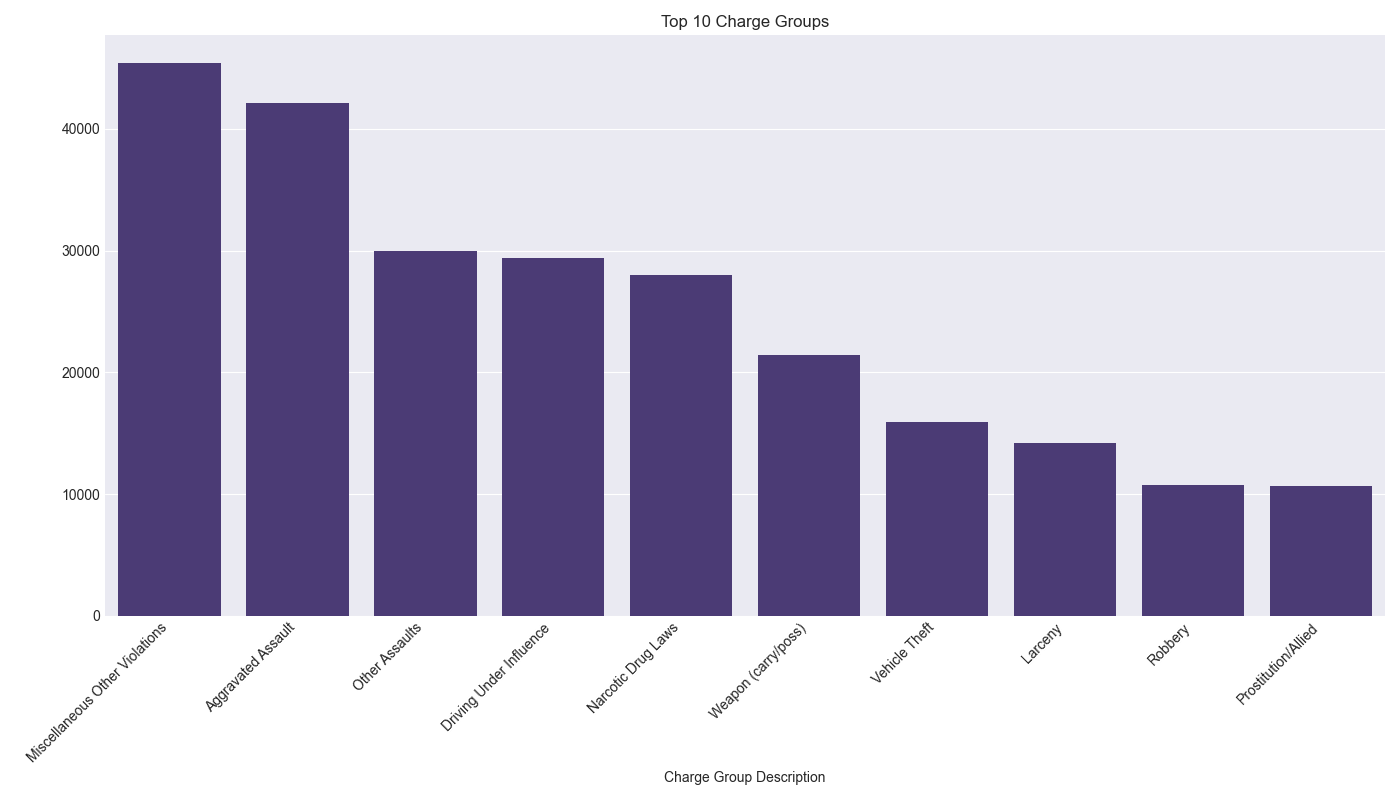 Top 10 Charge Groups
40000
30000
20000
10000
0
Miscellaneous Other Violations
Aggravated Assault
Other Assaults
Driving Under Influence
Narcotic Drug Laws
Weapon (carry/poss)
Vehicle Theft
Larceny
Robbery
Prostitution/Allied
Charge Group Description